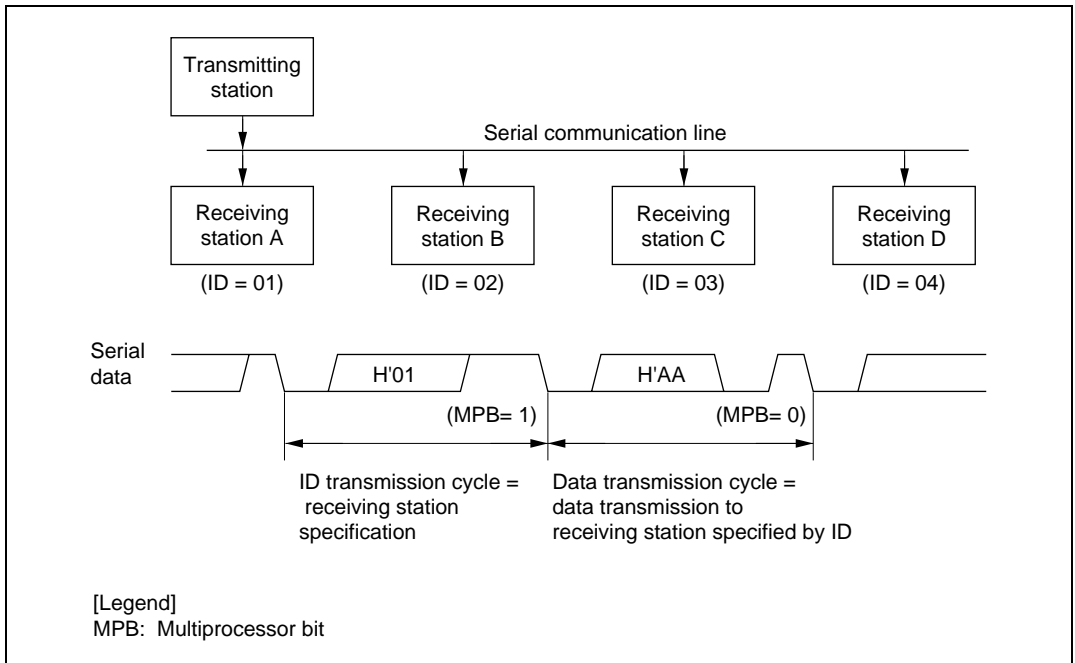 Transmitting
station
Serial communication line
Receiving
station A
Receiving
station B
Receiving
station C
Receiving
station D
(ID = 01)
(ID = 02)
(ID = 03)
(ID = 04)
Serial
data
H'01
H'AA
(MPB= 1)
(MPB= 0)
ID transmission cycle =
receiving station
specification
Data transmission cycle =
data transmission to
receiving station specified by ID
[Legend]
MPB: Multiprocessor bit